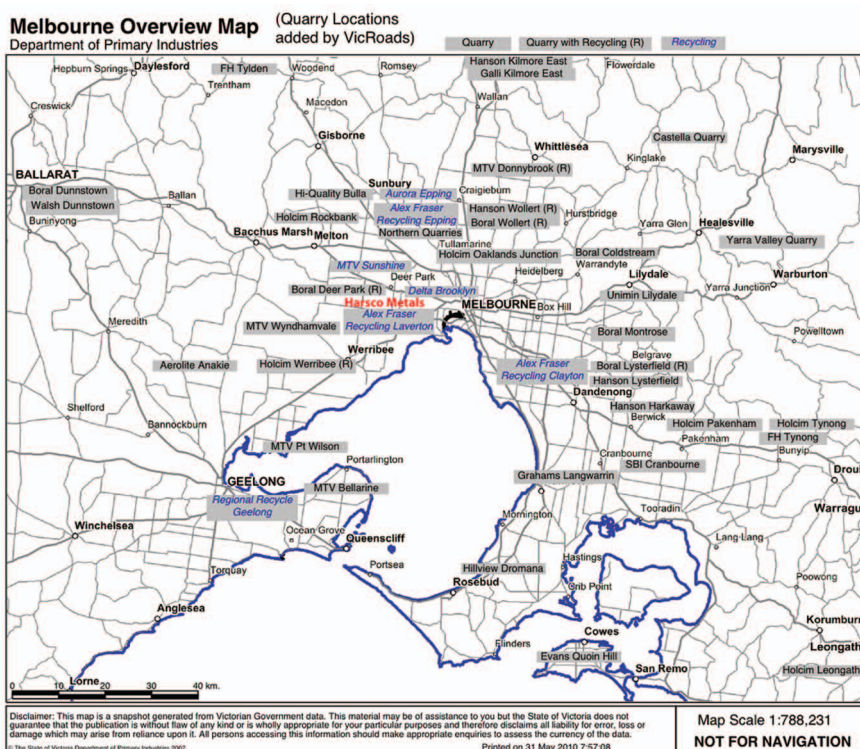 Melbourne Overview Map
(Quarry Locations
added by VicRoads)
Department of Primary Industries
Quarry
Quarry with Recycling (R)
Recycling
Hepburn Springs
Daylesford
FH Tylden
Woodend
Romsey
Hanson Kilmore East
Galli Kilmore East
Flowerdale
Trentham
Creswick
Macedon
Wallan
Gisborne
Whittlesea
Castella Quarry
Kinglake
Marysville
MTV Donnybrook (R)
BALLARAT
Boral Dunnstown
Walsh Dunnstown
Ballan
Sunbury
Hi-Quality Bulla
Aurora Epping
Craigieburn
Alex Fraser
Recycling Epping
Hanson Wollert (R)
Boral Wollert (R)
Hurstbridge
Buninyong
Holcim Rockbank
Northern Quarries
Yarra Glen
Healesville
Bacchus Marsh
Melton
Tullamarine
Yarra Valley Quarry
Holcim Oaklands Junction
Boral Coldstream
Warrandyte
MTV Sunshine
Deer Park
Heidelberg
Lilydale
Warburton
Boral Deer Park (R)
Delta Brooklyn
Unimin Lilydale
Yarra Junction
Harsco Metals
MELBOURNE
Box Hill
Meredith
MTV Wyndhamvale
Alex Fraser
Recycling Laverton
Boral Montrose
Powelltown
Werribee
Belgrave
Aerolite Anakie
Holcim Werribee (R)
Alex Fraser
Recycling Clayton
Boral Lysterfield (R)
Hanson Lysterfield
Dandenong
Hanson Harkaway
Shelford
Bannockburn
Berwick
Holcim Pakenham
Holcim Tynong
FH Tynong
Pakenham
Bunyip
MTV Pt Wilson
Portarlington
Cranbourne
SBI Cranbourne
Drou
GEELONG
MTV Bellarine
Grahams Langwarrin
Regional Recycle
Geelong
Tooradin
Warragu
Winchelsea
Ocean Grove
Queenscliff
Mornington
Lang Lang
Torquay
Portsea
Hillview Dromana
Hastings
Poowong
Rosebud
Crib Point
Anglesea
Korumburr
Cowes
Flinders
Leongath
Evans Quoin Hill
San Remo
Holcim Leongath
Lorne
0 10 20 30 40 km.
Disclaimer: This map is a snapshot generated from Victorian Government data. This material may be of assistance to you but the State of Victoria does not
guarantee that the publication is without flaw of any kind or is wholly appropriate for your particular purposes and therefore disclaims all liability for error, loss or
damage which may arise from reliance upon it. All persons accessing this information should make appropriate enquiries to assess the currency of the data.
© The State of Victoria Department of Primary Industries 2007
Printed on 31 May 2010 7:57:08
Map Scale 1:788,231
NOT FOR NAVIGATION